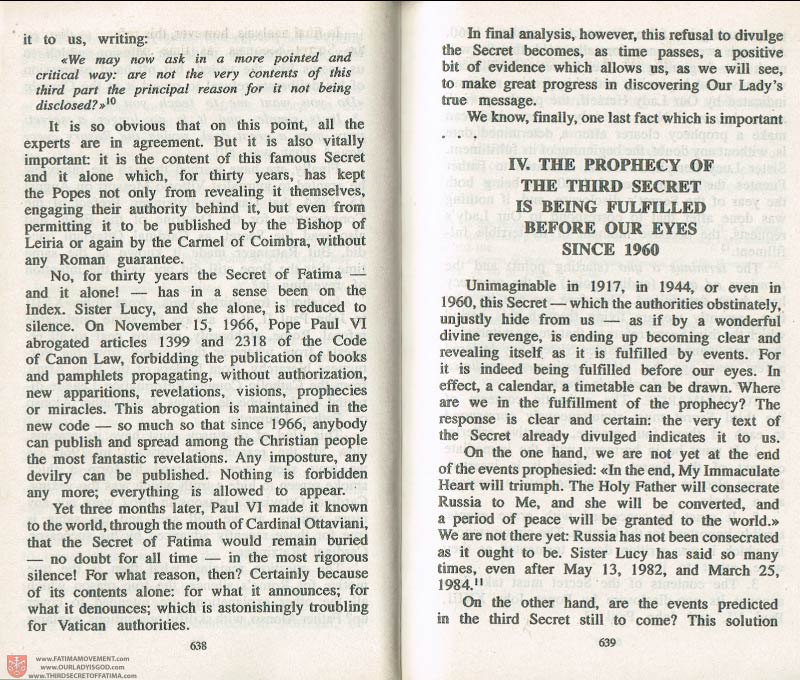 it to us, writing:
«We may now ask in a more pointed and
critical way: are not the very contents of this
third part the principal reason for it not being
disclosed?»10
It is so obvious that on this point, all the
experts are in agreement. But it is also vitally
important: it is the content of this famous Secret
and it alone which, for thirty years, has kept
the Popes not only from revealing it themselves,
engaging their authority behind it, but even from
permitting it to be published by the Bishop of
Leiria or again by the Carmel of Coimbra, without
any Roman guarantee.
No, for thirty years the Secret of Fatima —
and it alone! — has in a sense been on the
Index. Sister Lucy, and she alone, is reduced to
silence. On November 15, 1966, Pope Paul VI
abrogated articles 1399 and 2318 of the Code
of Canon Law, forbidding the publication of books
and pamphlets propagating, without authorization,
new apparitions, revelations, visions, prophecies
or miracles. This abrogation is maintained in the
new code — so much so that since 1966, anybody
can publish and spread among the Christian people
the most fantastic revelations. Any imposture, any
devilry can be published. Nothing is forbidden
any more; everything is allowed to appear.
Yet three months later, Paul VI made it known
to the world, through the mouth of Cardinal Ottaviani,
that the Secret of Fatima would remain buried
— no doubt for all time — in the most rigorous
silence! For what reason, then? Certainly because
of its contents alone: for what it announces; for
what it denounces; which is astonishingly troubling
for Vatican authorities.
638
In final analysis, however, this refusal to divulge
the Secret becomes, as time passes, a positive
bit of evidence which allows us, as we will see,
to make great progress in discovering Our Lady's
true message.
We know, finally, one last fact which is important
. . .
IV. THE PROPHECY OF
THE THIRD SECRET
IS BEING FULFILLED
BEFORE OUR EYES
SINCE 1960
Unimaginable in 1917, in 1944, or even in
1960, this Secret — which the authorities obstinately,
unjustly hide from us — as if by a wonderful
divine revenge, is ending up becoming clear and
revealing itself as it is fulfilled by events. For
it is indeed being fulfilled before our eyes. In
effect, a calendar, a timetable can be drawn. Where
are we in the fulfillment of the prophecy? The
response is clear and certain: the very text of
the Secret already divulged indicates it to us.
On the one hand, we are not yet at the end
of the events prophesied: «In the end, My Immaculate
Heart will triumph. The Holy Father will consecrate
Russia to Me, and she will be converted, and
a period of peace will be granted to the world.»
We are not there yet: Russia has not been consecrated
as it ought to be. Sister Lucy has said so many
times, even after May 13, 1982, and March 25,
1984.11
On the other hand, are the events predicted
in the third Secret still to come? This solution
639
www.FATIMAMOVEMENT.com
www.OURLADYISGOD.com
www.THIRDSECRETOFFATIMA.com